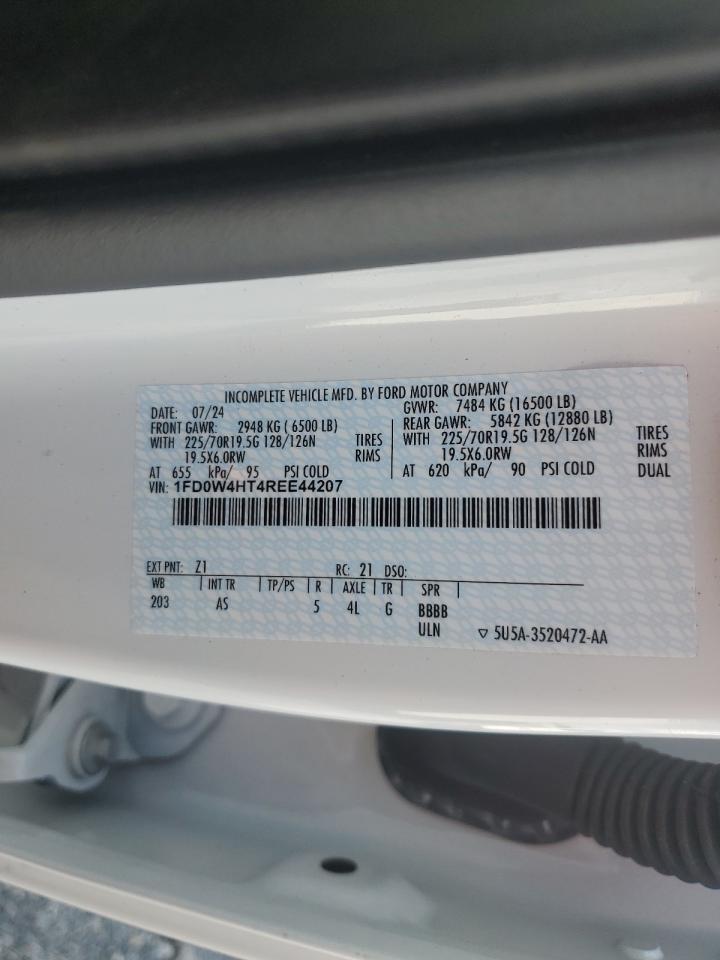 INCOMPLETE VEHICLE MFD. BY FORD MOTOR COMPANY
DATE: 07/24 GVWR: 7484 KG (16500 LB)
FRONT GAWR: 2948 KG ( 6500 LB) REAR GAWR: 5842 KG (12880 LB)
WITH 225/70R19.5G 128/126N TIRES WITH 225/70R19.5G 128/126N TIRES
19.5X6.0RW RIMS 19.5X6.0RW RIMS
AT 655 kPa/ 95 PSI COLD AT 620 kPa/ 90 PSI COLD DUAL
VIN: 1FD0W4HT4REE44207
EXT PNT: Z1 RC: 21 DSO:
WB INT TR TP/PS R AXLE TR SPR
203 AS 5 4L G BBBB
ULN ▽ 5U5A-3520472-AA